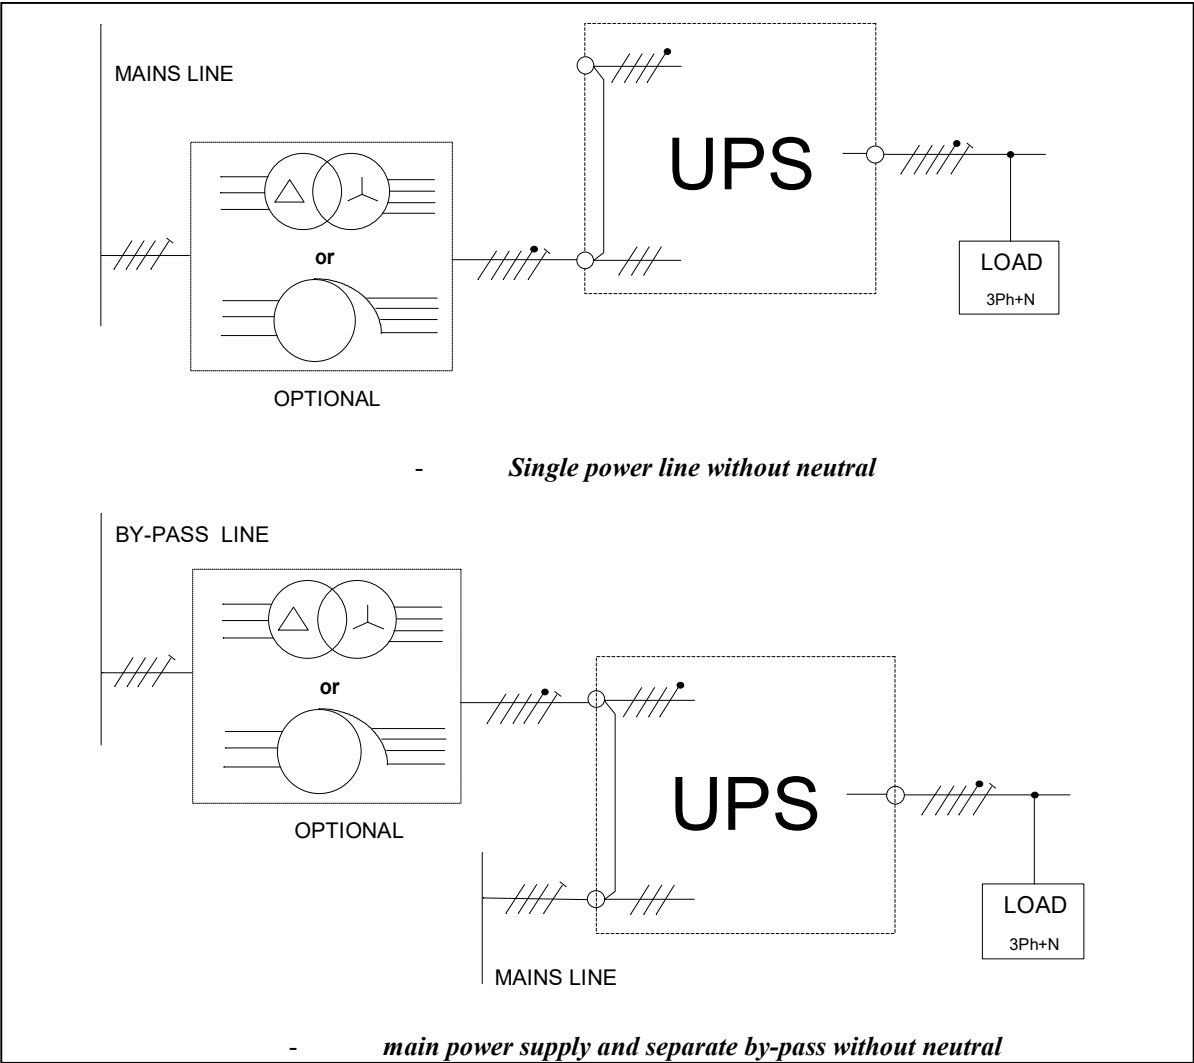 MAINS LINE
UPS
or
LOAD
3Ph+N
OPTIONAL
- Single power line without neutral
BY-PASS LINE
or
UPS
OPTIONAL
LOAD
3Ph+N
MAINS LINE
- main power supply and separate by-pass without neutral